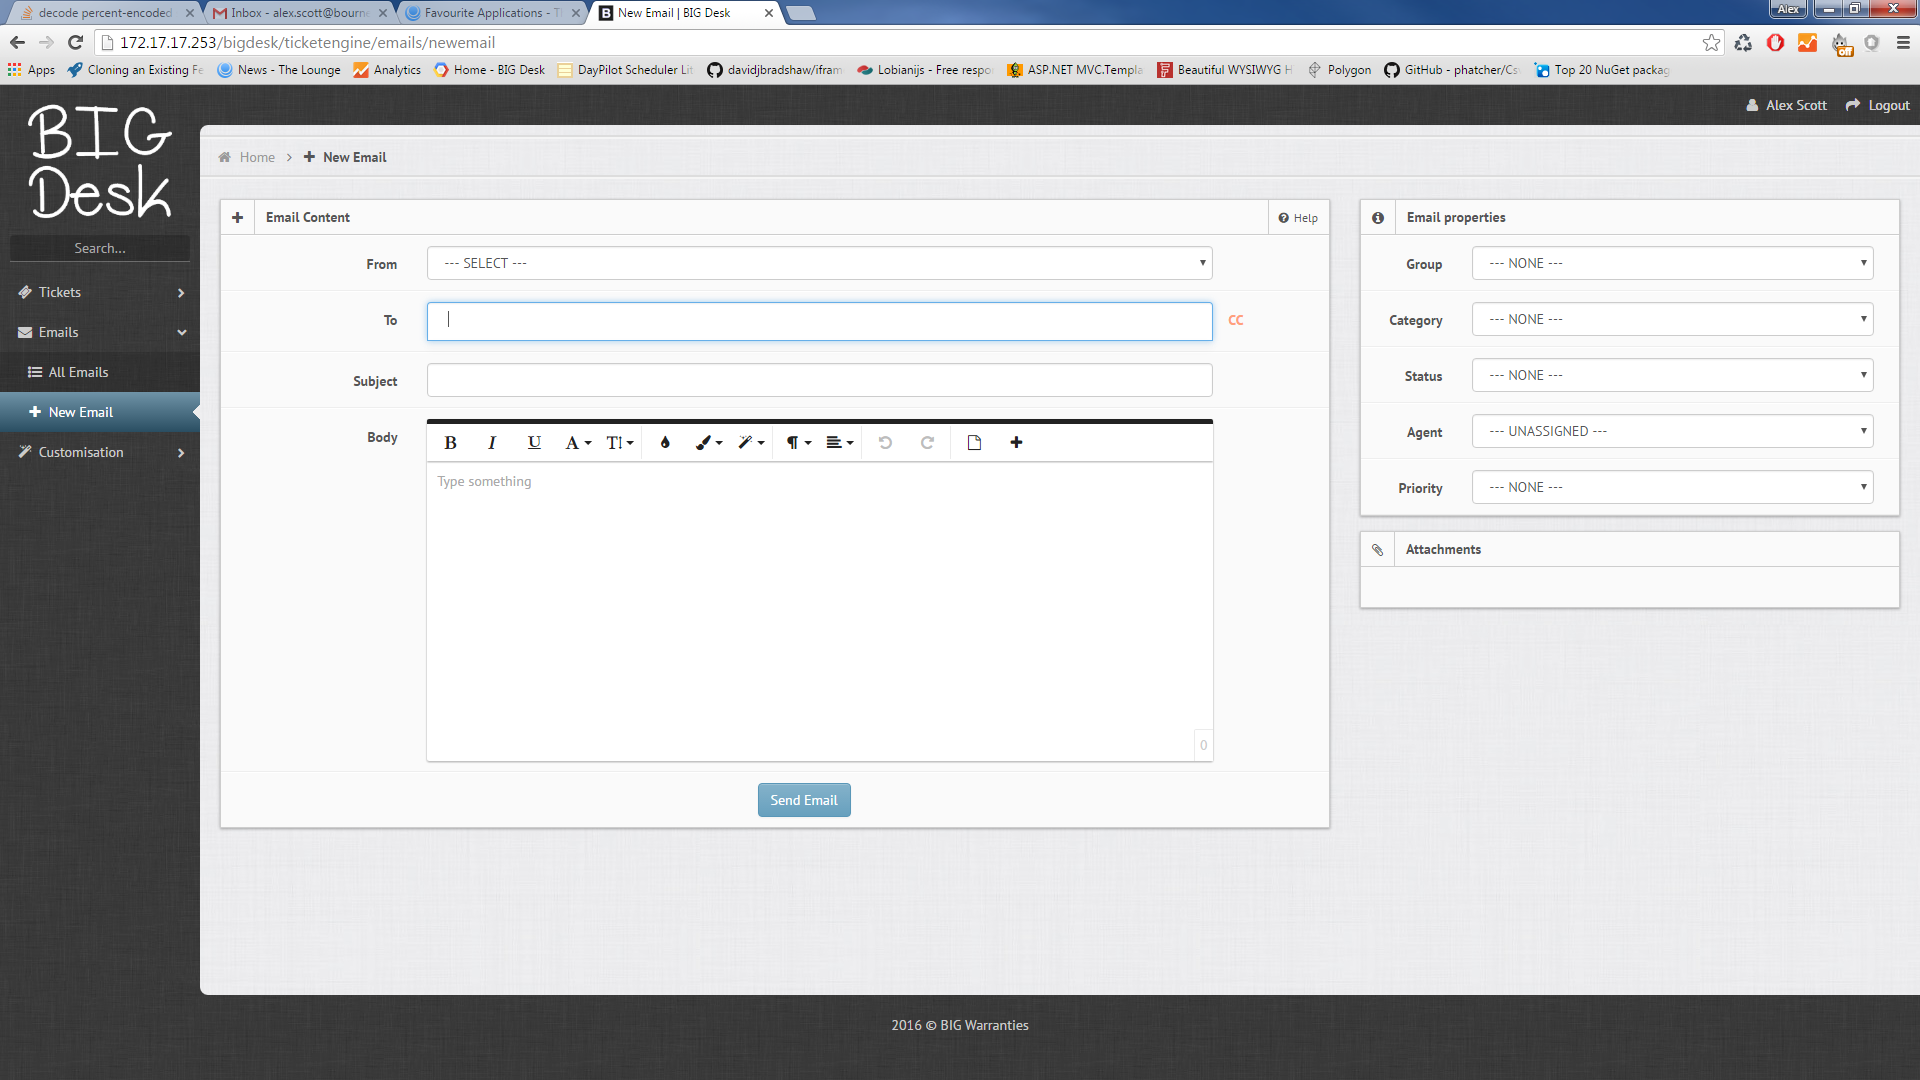 decode percent-encoded
Inbox - alex.scott@bourne
Favourite Applications - T
New Email | BIG Desk
Alex
172.17.17.253/bigdesk/ticketengine/emails/newemail
Apps
Cloning an Existing Fe
News - The Lounge
Analytics
Home - BIG Desk
DayPilot Scheduler Lit
davidjbradshaw/ifram
Lobianijs - Free respo
ASP.NET MVC.Templa
Beautiful WYSIWYG H
Polygon
GitHub - phatcher/Cs
Top 20 NuGet packag
off
Alex Scott
Logout
BIG
Desk
Search...
Tickets
Emails
All Emails
New Email
Customisation
Home
New Email
Email Content
Help
From
--- SELECT ---
To
CC
Subject
Body
B I U A T
Type something
0
Send Email
Email properties
Group
--- NONE ---
Category
--- NONE ---
Status
--- NONE ---
Agent
--- UNASSIGNED ---
Priority
--- NONE ---
Attachments
2016 © BIG Warranties